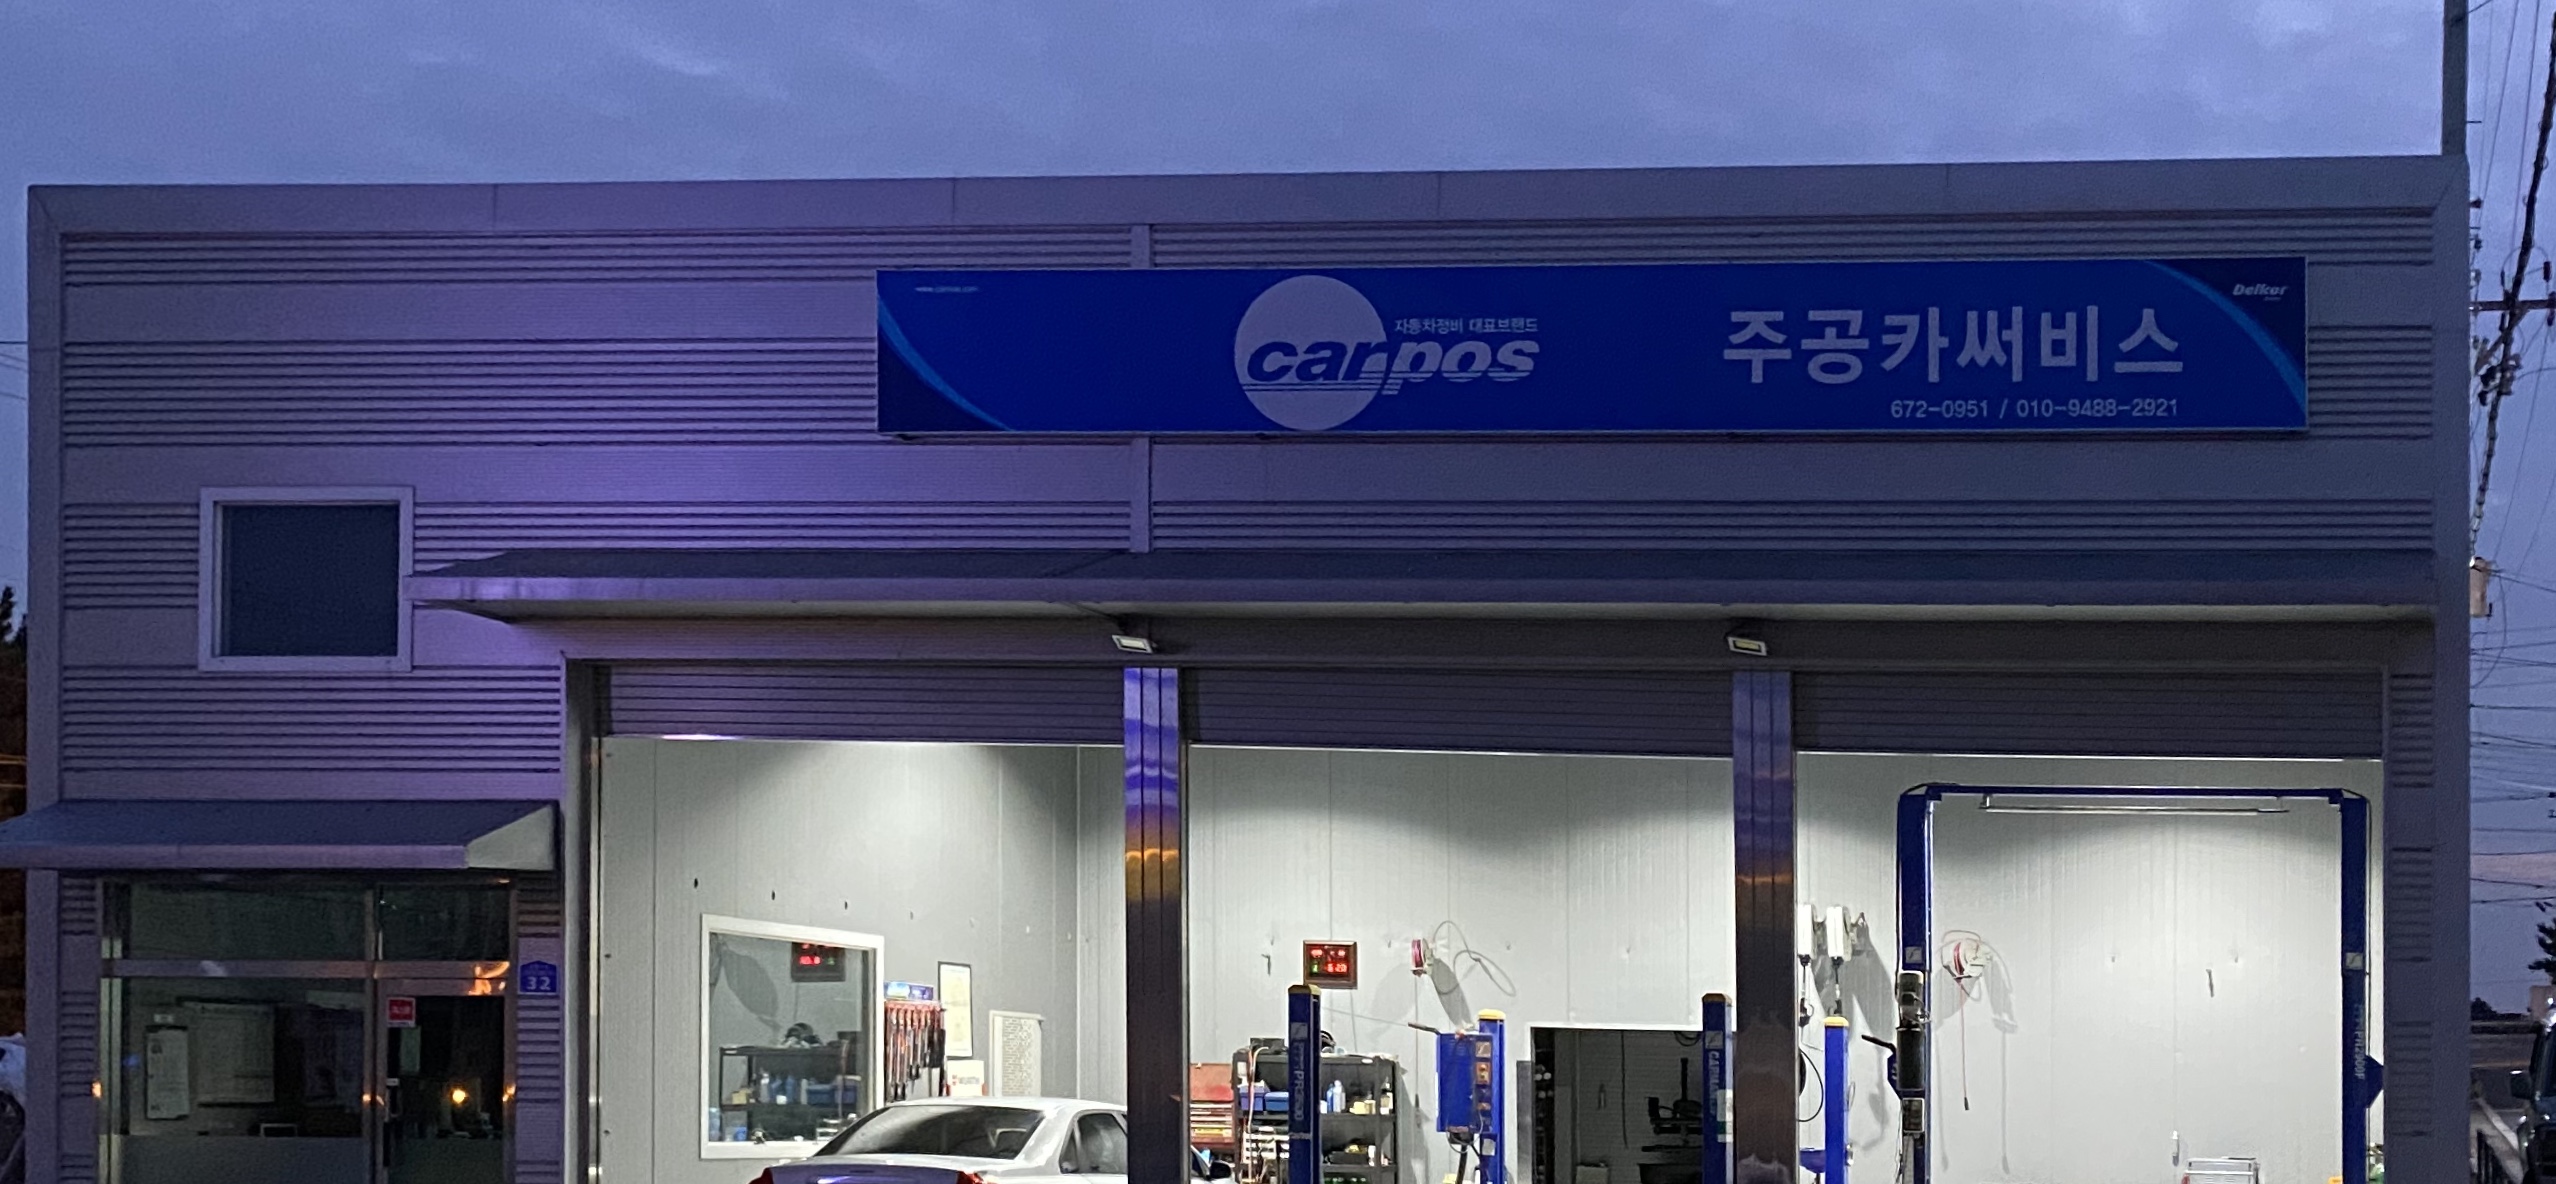 자동차정비 대표브랜드
carpos
주공카써비스
672-0951 / 010-9488-2921
Delkor
32